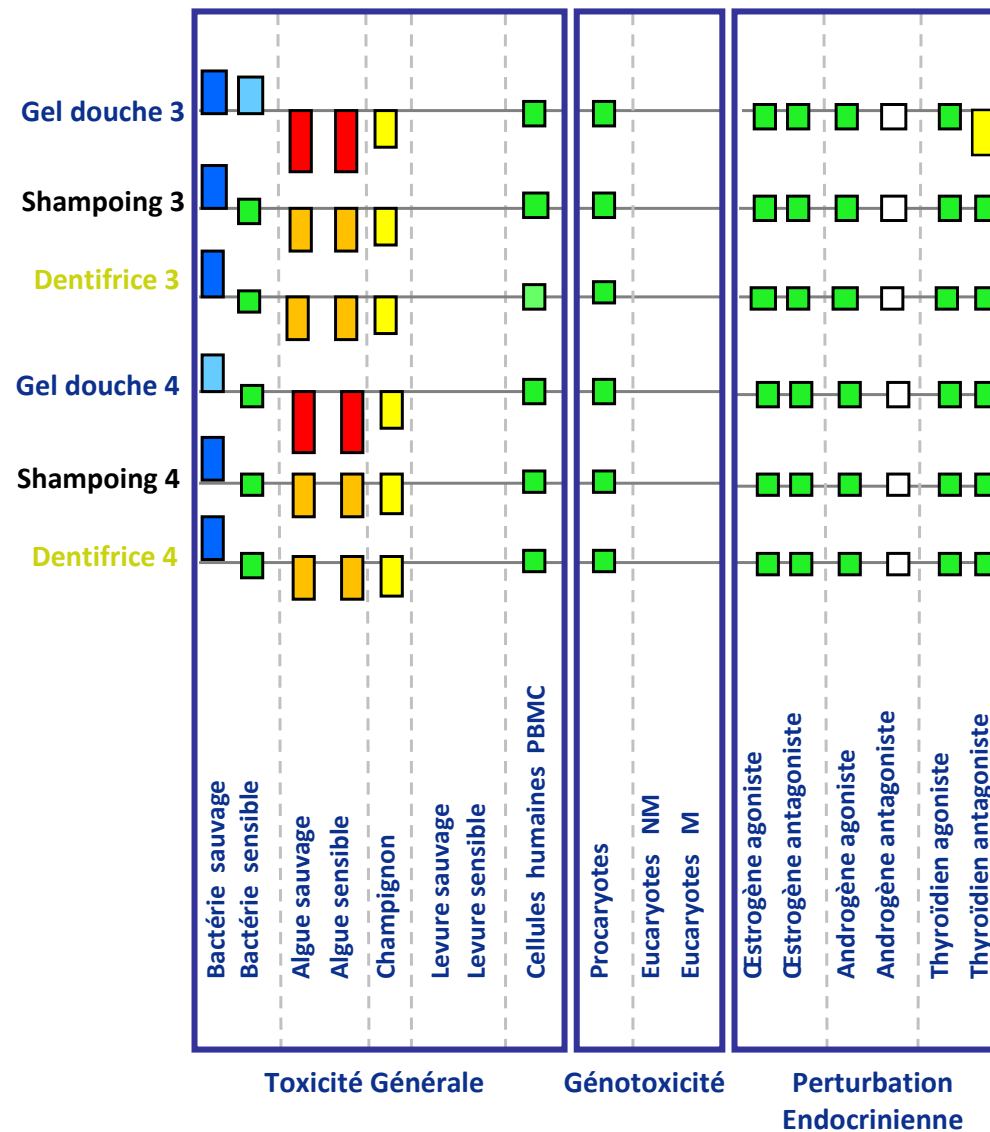 Gel douche 3
Shampoing 3
Dentifrice 3
Gel douche 4
Shampoing 4
Dentifrice 4
Bactérie sauvage
Bactérie sensible
Algue sauvage
Algue sensible
Champignon
Levure sauvage
Levure sensible
Cellules humaines PBMC
Procaryotes
Eucaryotes NM
Eucaryotes M
Œstrogène agoniste
Œstrogène antagoniste
Androgène agoniste
Androgène antagoniste
Thyroïdien agoniste
Thyroïdien antagoniste
Toxicité Générale
Génotoxicité
Perturbation
Endocrinienne